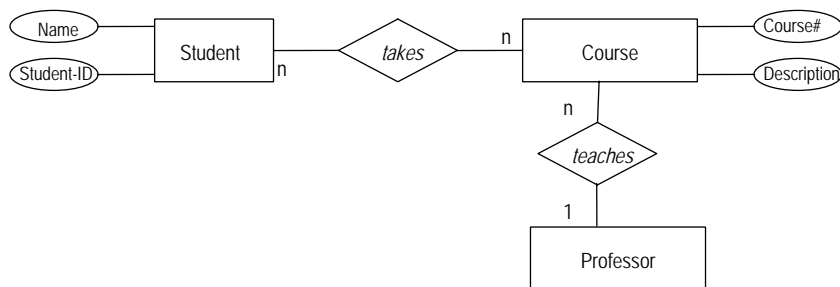 Name
Student-ID
Student
n
takes
n
Course
Course#
Description
n
teaches
1
Professor